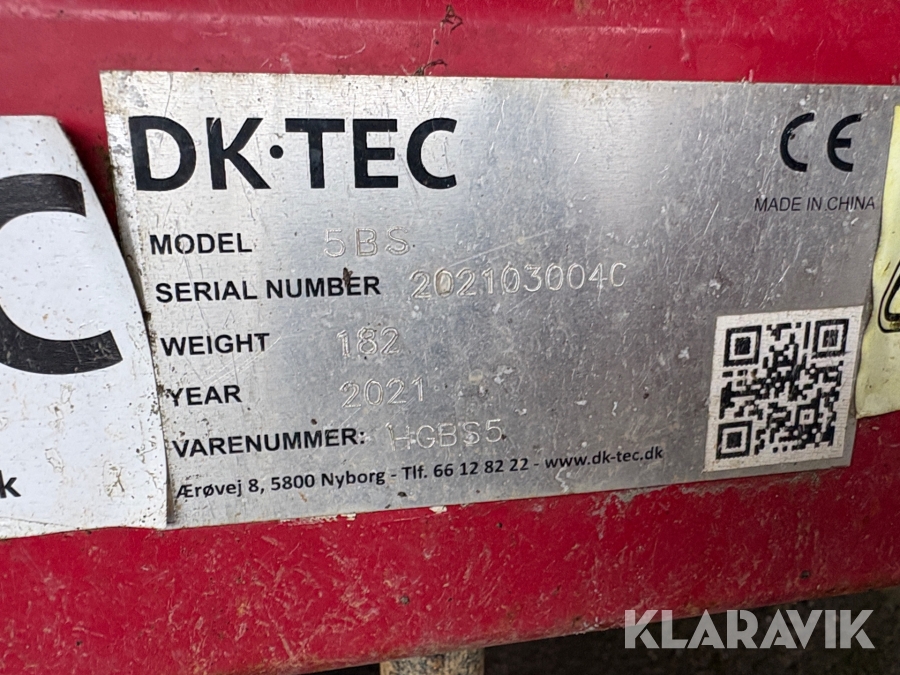 DK·TEC
CE
MADE IN CHINA
MODEL 5BS
SERIAL NUMBER 202103004C
WEIGHT 182
YEAR 2021
VARENUMMER: HGBS5
Ærøvej 8, 5800 Nyborg - Tlf. 66 12 82 22 - www.dk-tec.dk
C
k
KLARAVIK